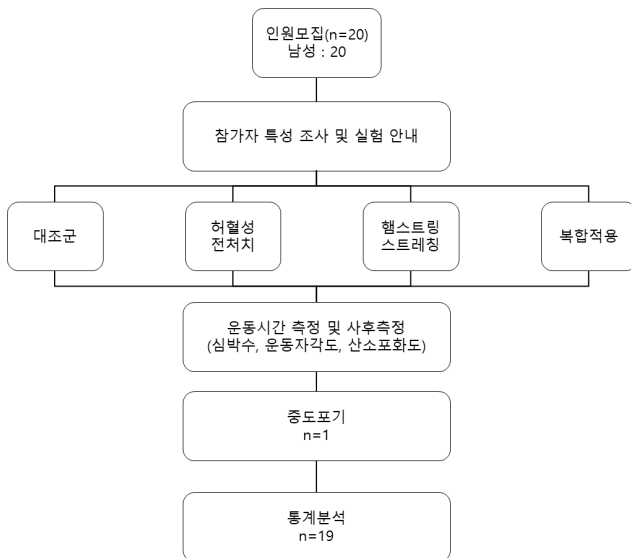 인원모집(n=20)
남성 : 20
참가자 특성 조사 및 실험 안내
대조군
허혈성
전처치
햄스트링
스트레칭
복합적용
운동시간 측정 및 사후측정
(심박수, 운동자각도, 산소포화도)
중도포기
n=1
통계분석
n=19